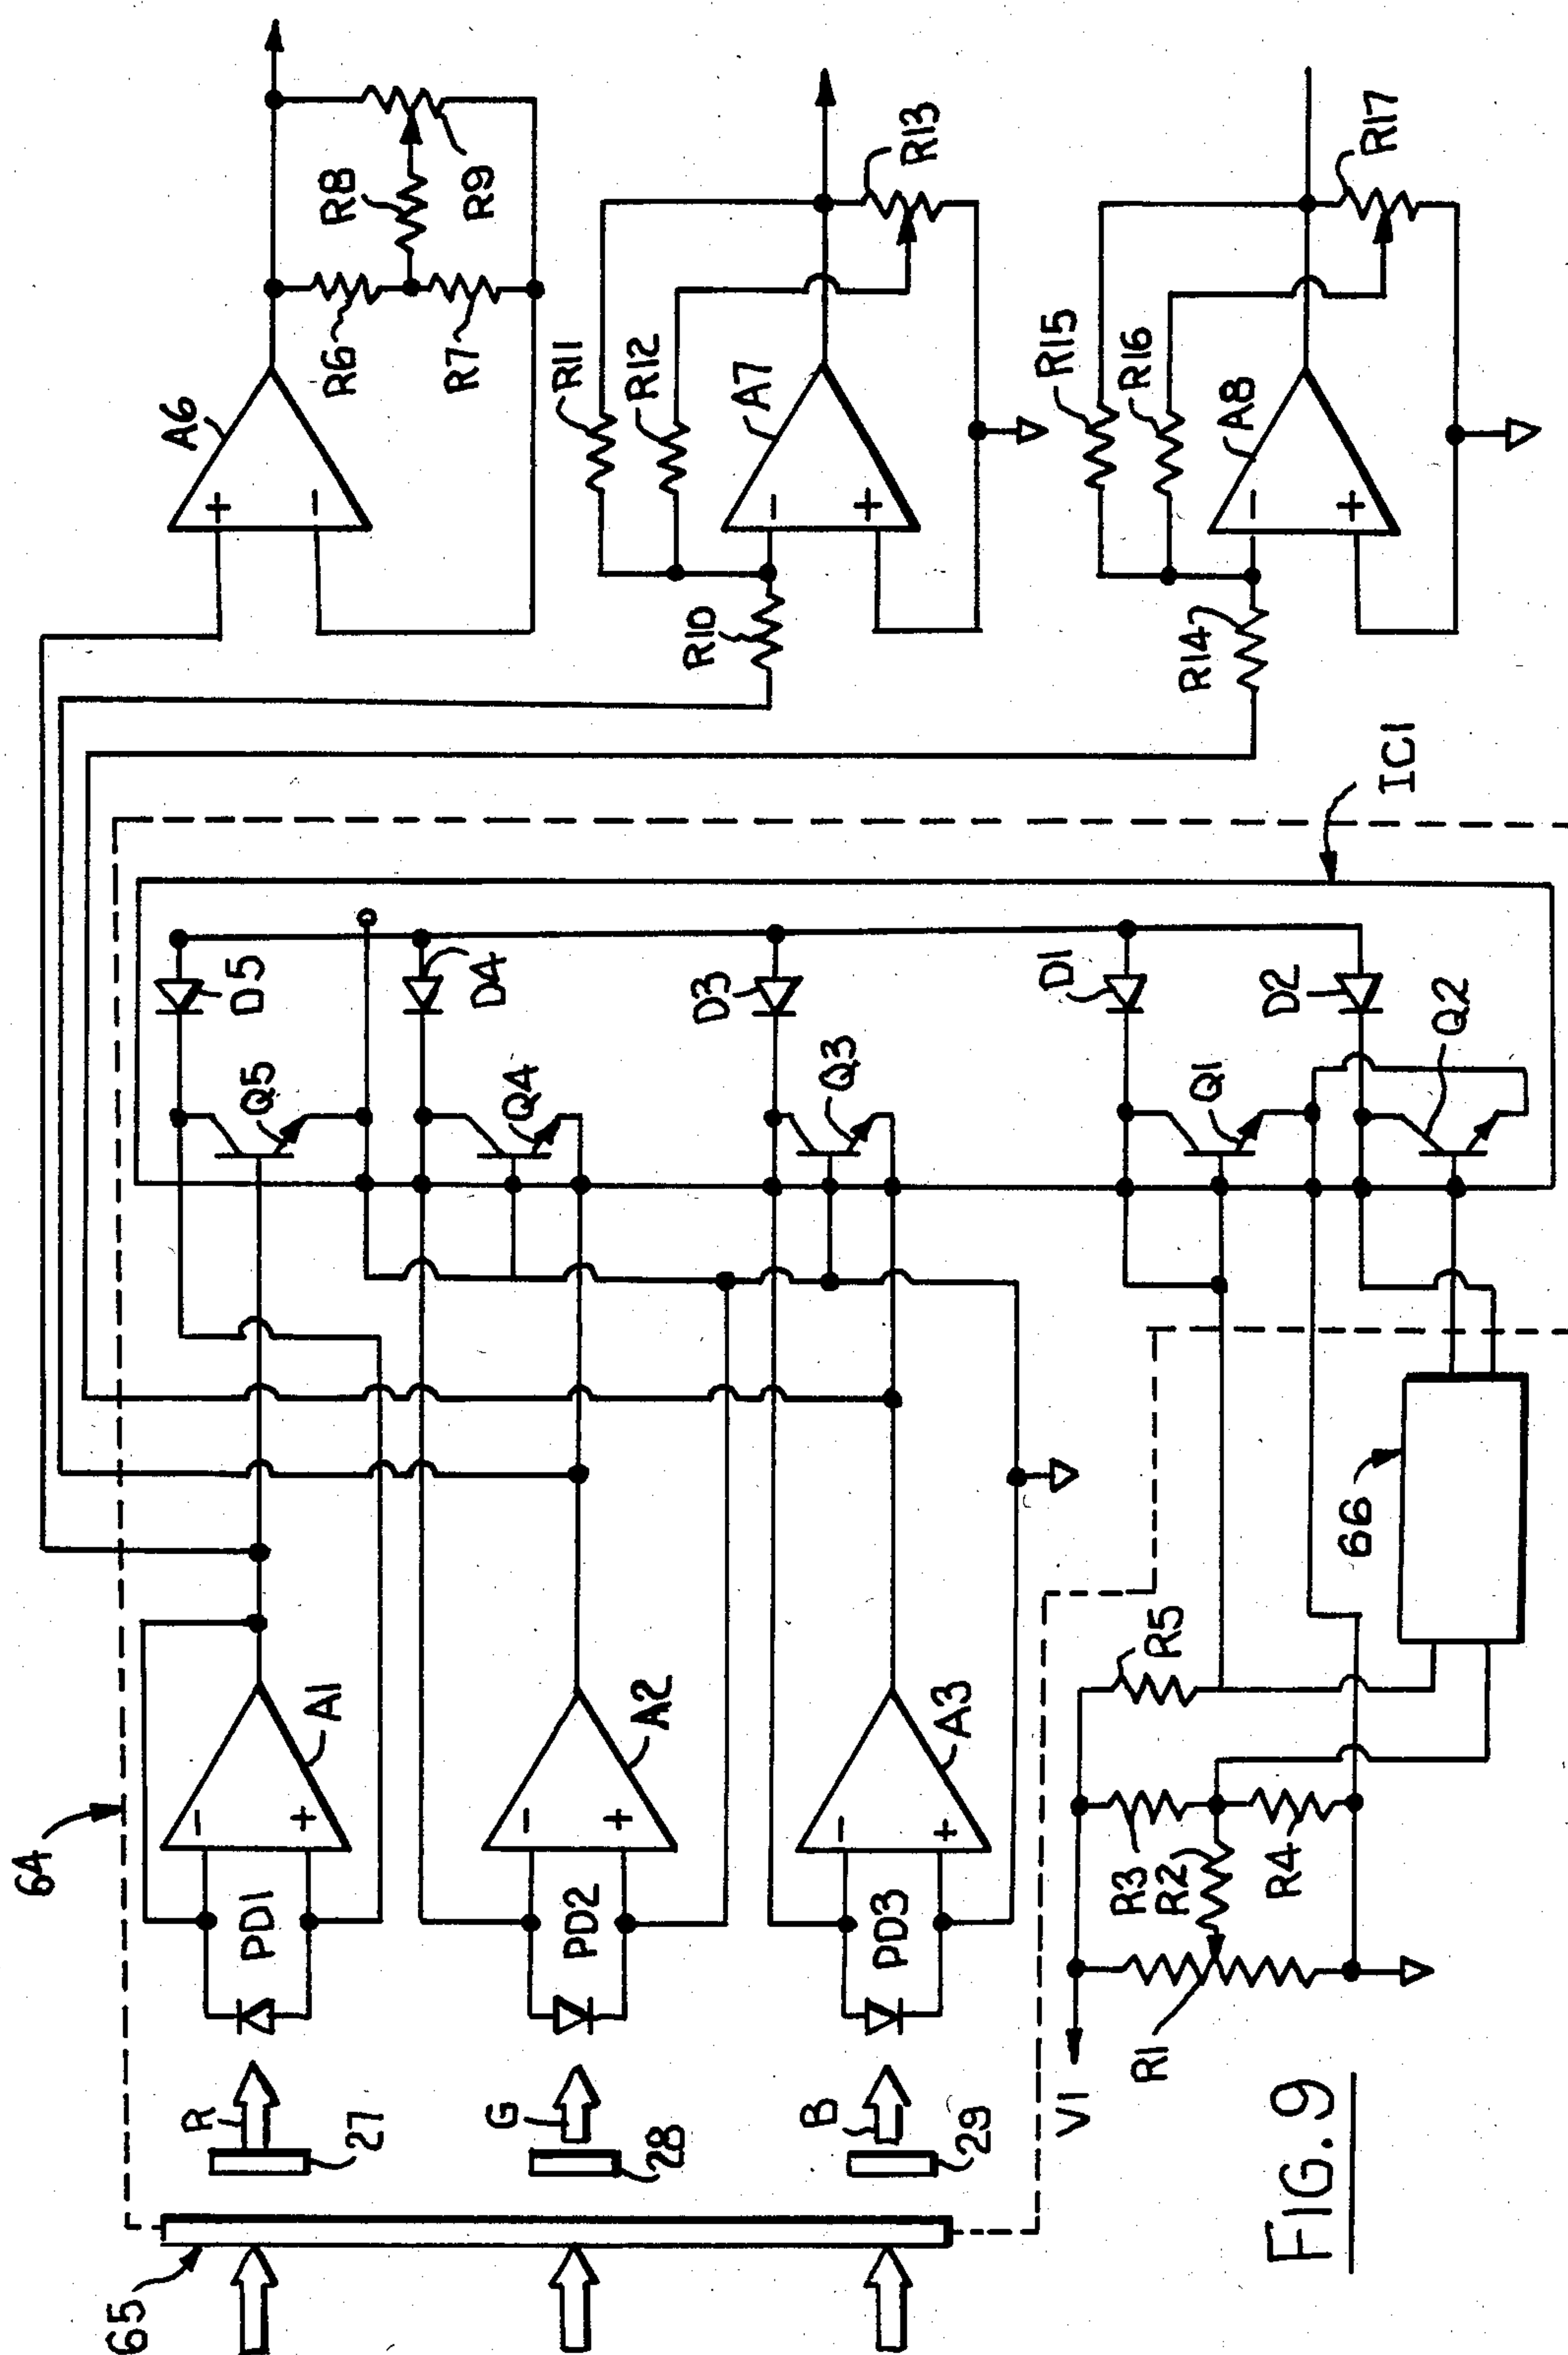 64
65
R
27
G
28
B
29
PD1
PD2
PD3
-
+
A1
-
+
A2
-
+
A3
V1
R1
R2
R3
R4
R5
66
Q5
D5
Q4
D4
Q3
D3
Q1
D1
Q2
D2
IC1
+
-
A6
R6
R7
R8
R9
R10
R11
R12
-
+
A7
R13
R14
R15
R16
-
+
A8
R17
FIG. 9